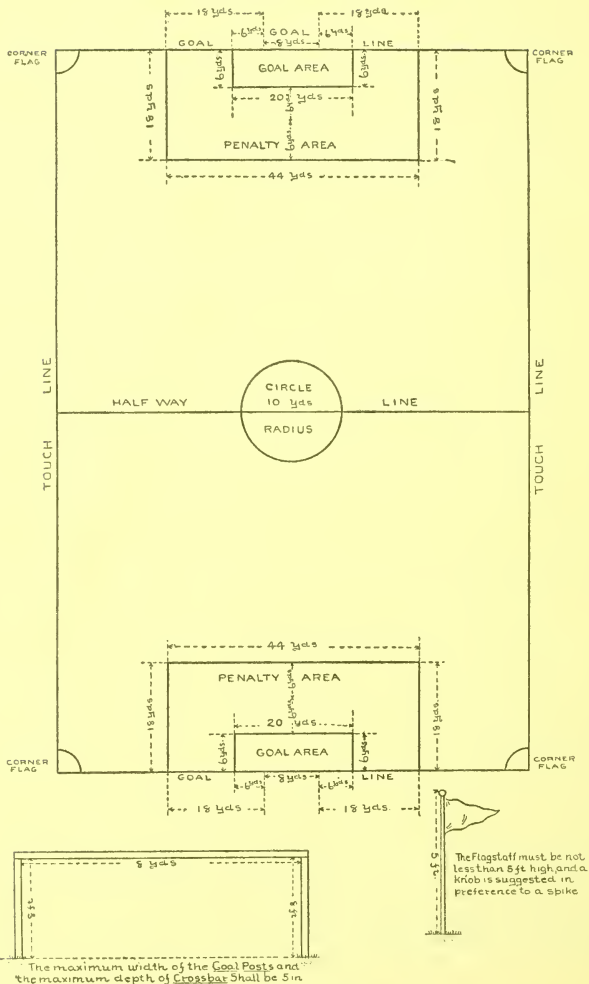 18 yds. 18 yds
6 yds GOAL 6 yds
GOAL 8 yds LINE
CORNER FLAG
CORNER FLAG
6 yds GOAL AREA 6 yds
18 yds 20 yds 18 yds
6 yds.
PENALTY AREA
44 yds
TOUCH LINE
TOUCH LINE
CIRCLE
HALF WAY 10 yds LINE
RADIUS
44 yds
PENALTY AREA
18 yds 6 yds 18 yds
20 yds
6 yds GOAL AREA 6 yds
CORNER FLAG
CORNER FLAG
GOAL 8 yds LINE
6 yds 6 yds
18 yds 18 yds.
8 yds
8 ft 8 ft
The maximum width of the Goal Posts and
the maximum depth of Crossbar Shall be 5 in
5 ft.
The Flagstaff must be not
less than 5 ft high, and a
knob is suggested in
preference to a spike